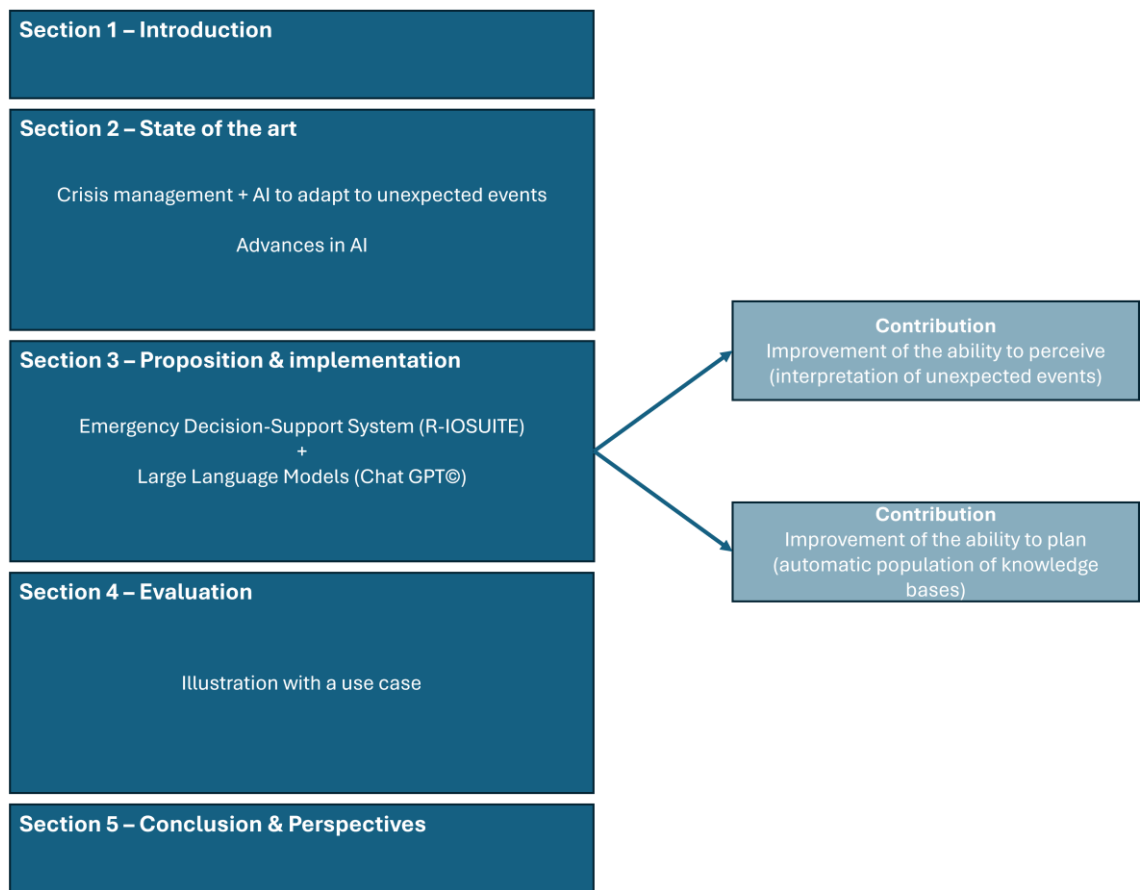 Section 1 – Introduction
Section 2 – State of the art
Crisis management + AI to adapt to unexpected events
Advances in AI
Section 3 – Proposition & implementation
Emergency Decision-Support System (R-IOSUITE)
+
Large Language Models (Chat GPT©)
Contribution
Improvement of the ability to perceive
(interpretation of unexpected events)
Contribution
Improvement of the ability to plan
(automatic population of knowledge
bases)
Section 4 – Evaluation
Illustration with a use case
Section 5 – Conclusion & Perspectives